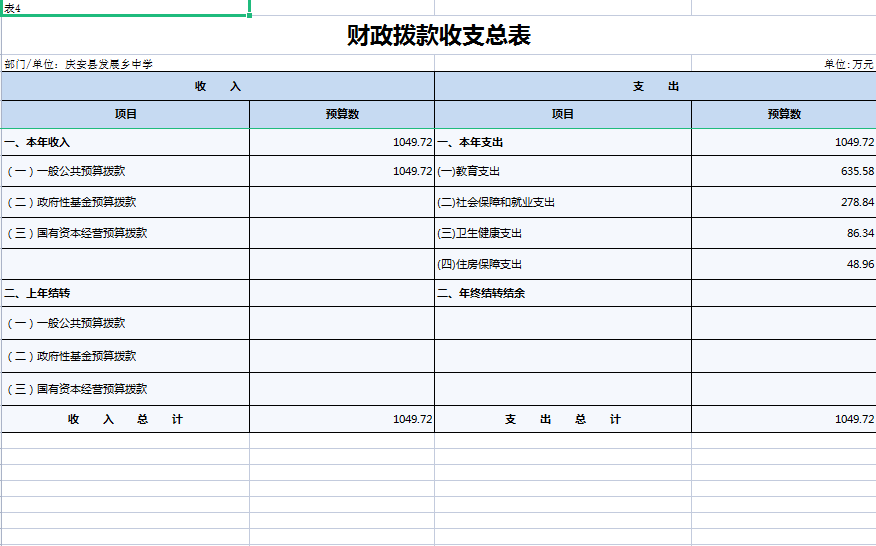 表4
财政拨款收支总表
部门/单位：庆安县发展乡中学 单位:万元
收 入 支 出
项目 预算数 项目 预算数
一、本年收入 1049.72 一、本年支出 1049.72
（一）一般公共预算拨款 1049.72 (一)教育支出 635.58
（二）政府性基金预算拨款 (二)社会保障和就业支出 278.84
（三）国有资本经营预算拨款 (三)卫生健康支出 86.34
(四)住房保障支出 48.96
二、上年结转 二、年终结转结余
（一）一般公共预算拨款
（二）政府性基金预算拨款
（三）国有资本经营预算拨款
收 入 总 计 1049.72 支 出 总 计 1049.72